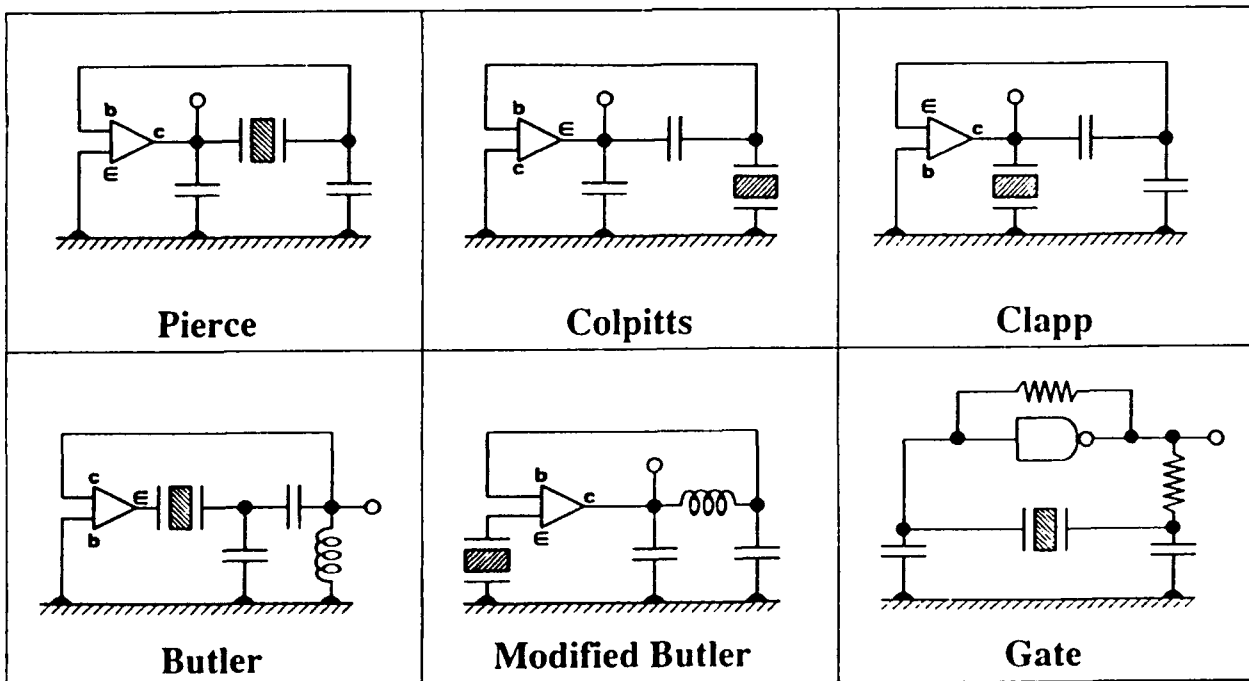 b
c
∈
Pierce
b
∈
c
Colpitts
∈
c
b
Clapp
c
∈
b
Butler
b
c
∈
Modified Butler
Gate